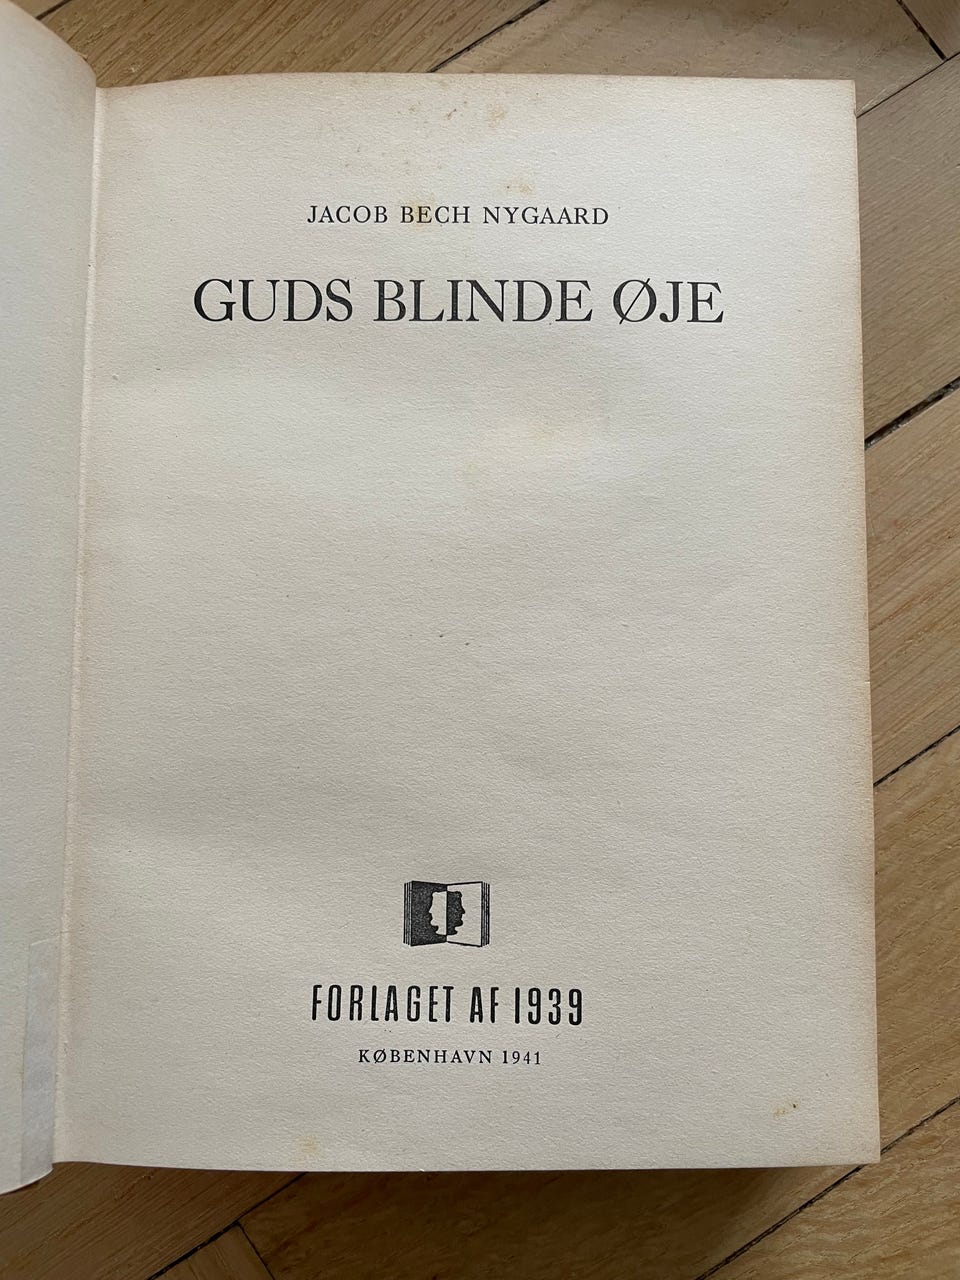 JACOB BECH NYGAARD
GUDS BLINDE ØJE
FORLAGET AF 1939
KØBENHAVN 1941